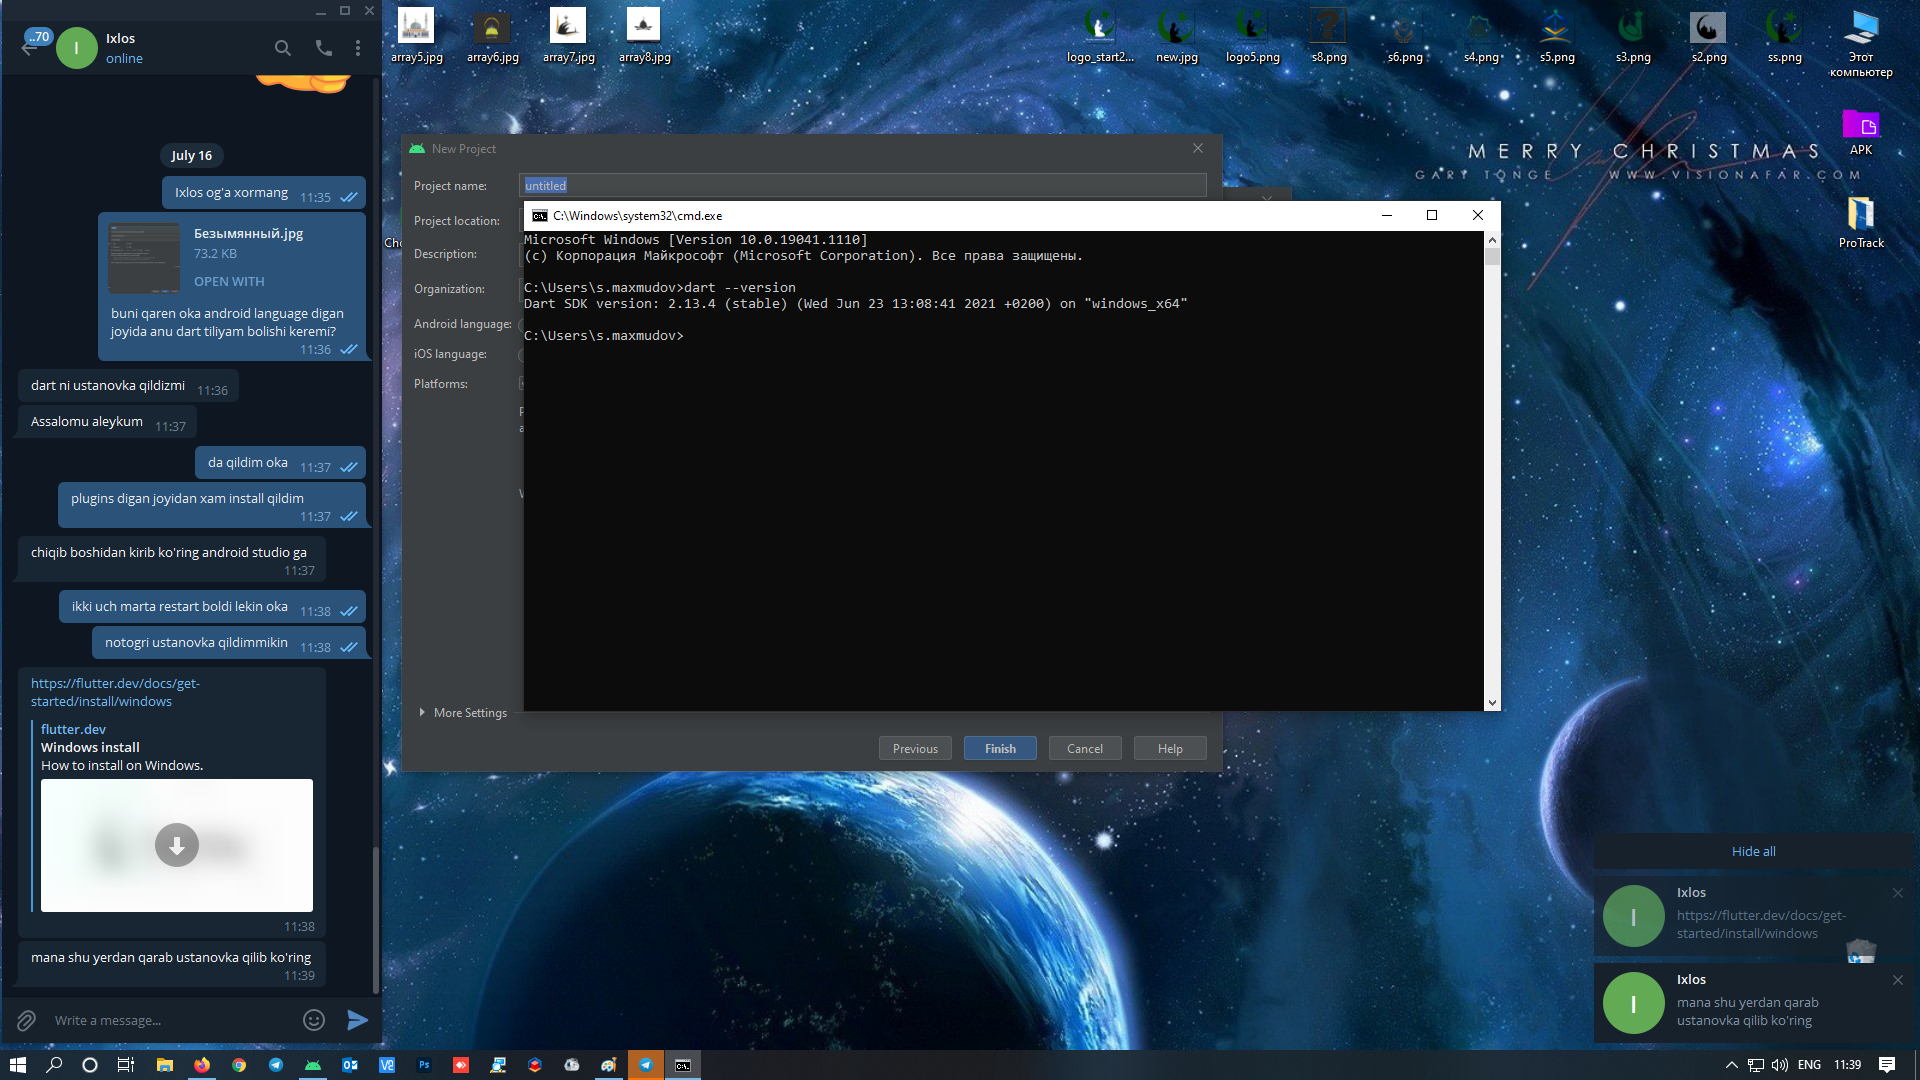 ..70
I
Ixlos
online
July 16
Ixlos og'a xormang 11:35
Безымянный.jpg
73.2 KB
OPEN WITH
buni qaren oka android language digan
joyida anu dart tiliyam bolishi keremi?
11:36
dart ni ustanovka qildizmi 11:36
Assalomu aleykum 11:37
da qildim oka 11:37
plugins digan joyidan xam install qildim
11:37
chiqib boshidan kirib ko'ring android studio ga
11:37
ikki uch marta restart boldi lekin oka 11:38
notogri ustanovka qildimmikin 11:38
https://flutter.dev/docs/get-
started/install/windows
flutter.dev
Windows install
How to install on Windows.
11:38
mana shu yerdan qarab ustanovka qilib ko'ring
11:39
Write a message...
array5.jpg
array6.jpg
array7.jpg
array8.jpg
logo_start2...
new.jpg
logo5.png
s8.png
s6.png
s4.png
s5.png
s3.png
s2.png
ss.png
Этот
компьютер
MERRY CHRISTMAS
GARY TONGE WWW.VISIONAFAR.COM
APK
ProTrack
New Project
Project name:
untitled
Project location:
Description:
Organization:
Android language:
iOS language:
Platforms:
More Settings
Previous
Finish
Cancel
Help
C:\Windows\system32\cmd.exe
Microsoft Windows [Version 10.0.19041.1110]
(c) Корпорация Майкрософт (Microsoft Corporation). Все права защищены.
C:\Users\s.maxmudov>dart --version
Dart SDK version: 2.13.4 (stable) (Wed Jun 23 13:08:41 2021 +0200) on "windows_x64"
C:\Users\s.maxmudov>
Hide all
I
Ixlos
https://flutter.dev/docs/get-
started/install/windows
I
Ixlos
mana shu yerdan qarab
ustanovka qilib ko'ring
ENG
11:39